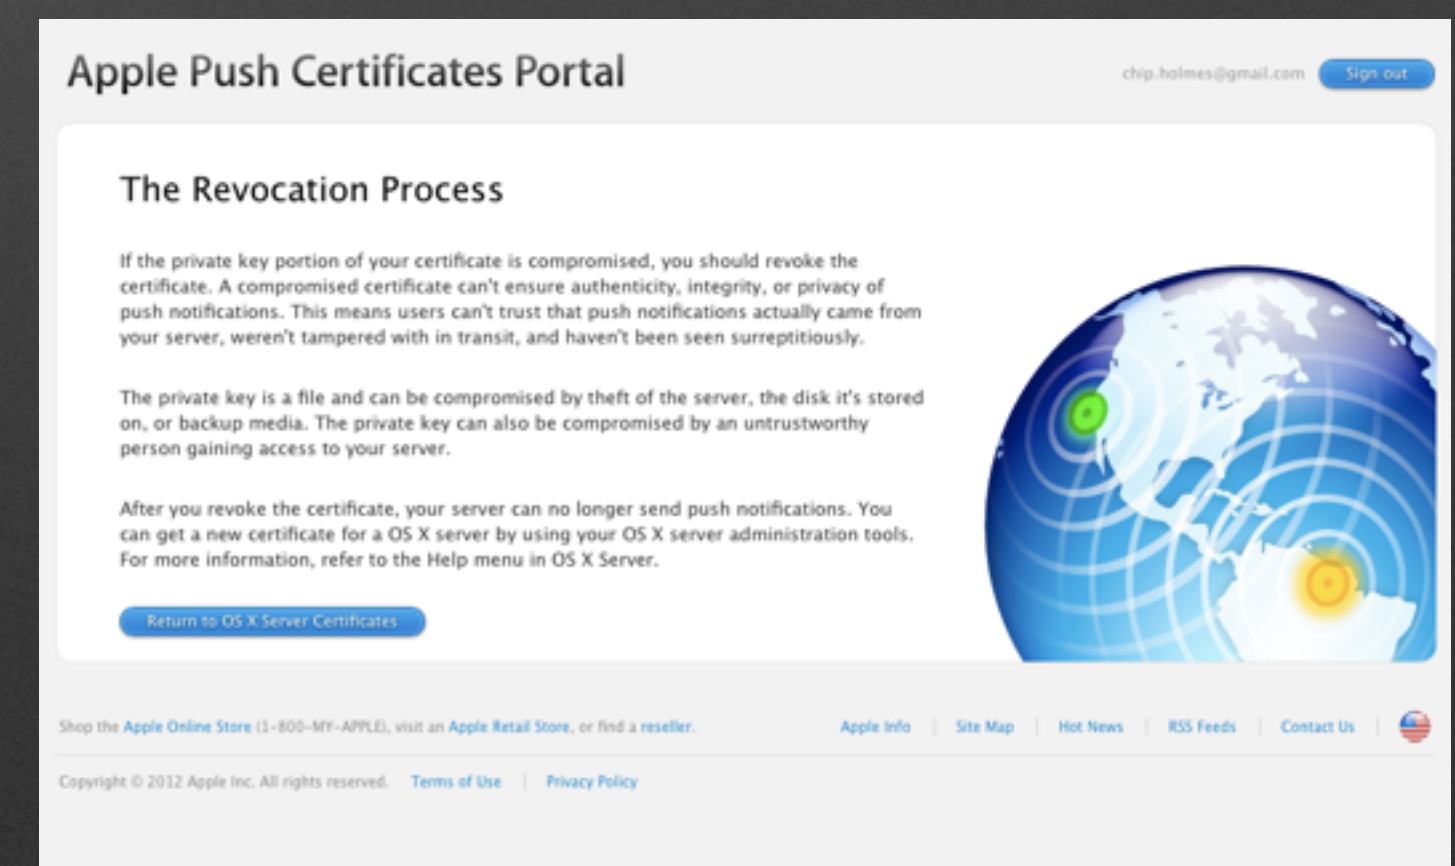 Apple Push Certificates Portal
chip.holmes@gmail.com Sign out
The Revocation Process
If the private key portion of your certificate is compromised, you should revoke the
certificate. A compromised certificate can't ensure authenticity, integrity, or privacy of
push notifications. This means users can't trust that push notifications actually came from
your server, weren't tampered with in transit, and haven't been seen surreptitiously.
The private key is a file and can be compromised by theft of the server, the disk it's stored
on, or backup media. The private key can also be compromised by an untrustworthy
person gaining access to your server.
After you revoke the certificate, your server can no longer send push notifications. You
can get a new certificate for a OS X server by using your OS X server administration tools.
For more information, refer to the Help menu in OS X Server.
Return to OS X Server Certificates
Shop the Apple Online Store (1-800-MY-APPLE), visit an Apple Retail Store, or find a reseller. Apple Info | Site Map | Hot News | RSS Feeds | Contact Us |
Copyright © 2012 Apple Inc. All rights reserved. Terms of Use | Privacy Policy